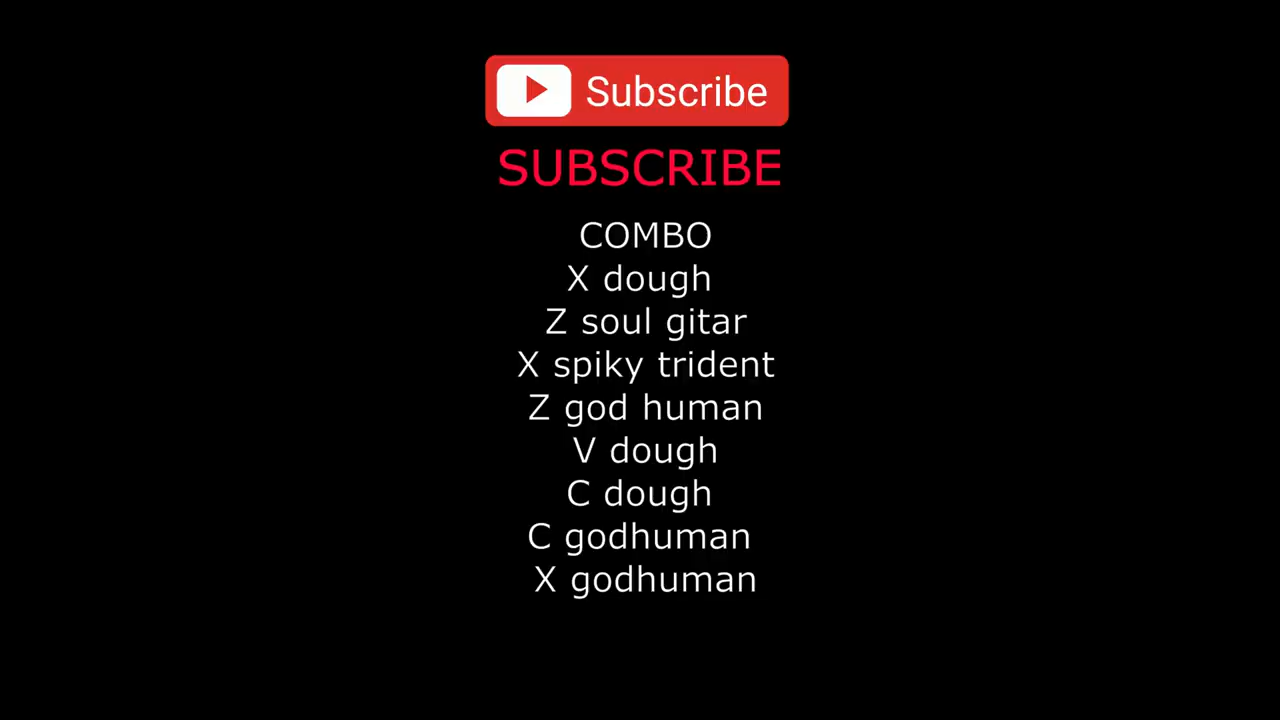 Subscribe
SUBSCRIBE
COMBO
X dough
Z soul gitar
X spiky trident
Z god human
V dough
C dough
C godhuman
X godhuman